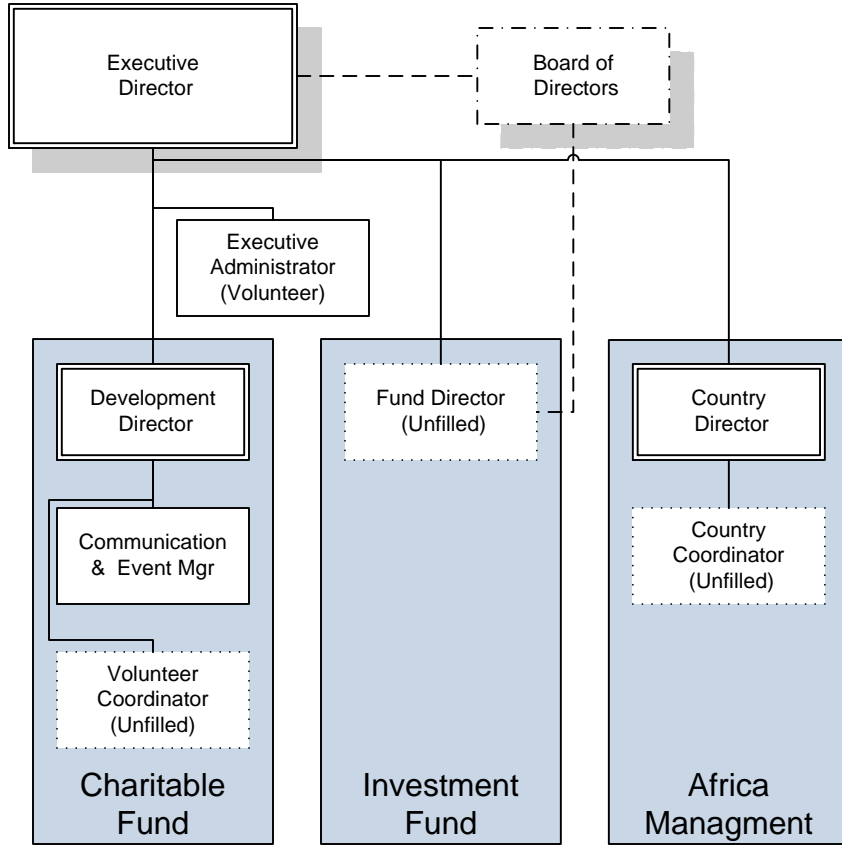 Executive
Director
Board of
Directors
Executive
Administrator
(Volunteer)
Development
Director
Fund Director
(Unfilled)
Country
Director
Communication
& Event Mgr
Country
Coordinator
(Unfilled)
Volunteer
Coordinator
(Unfilled)
Charitable
Fund
Investment
Fund
Africa
Managment